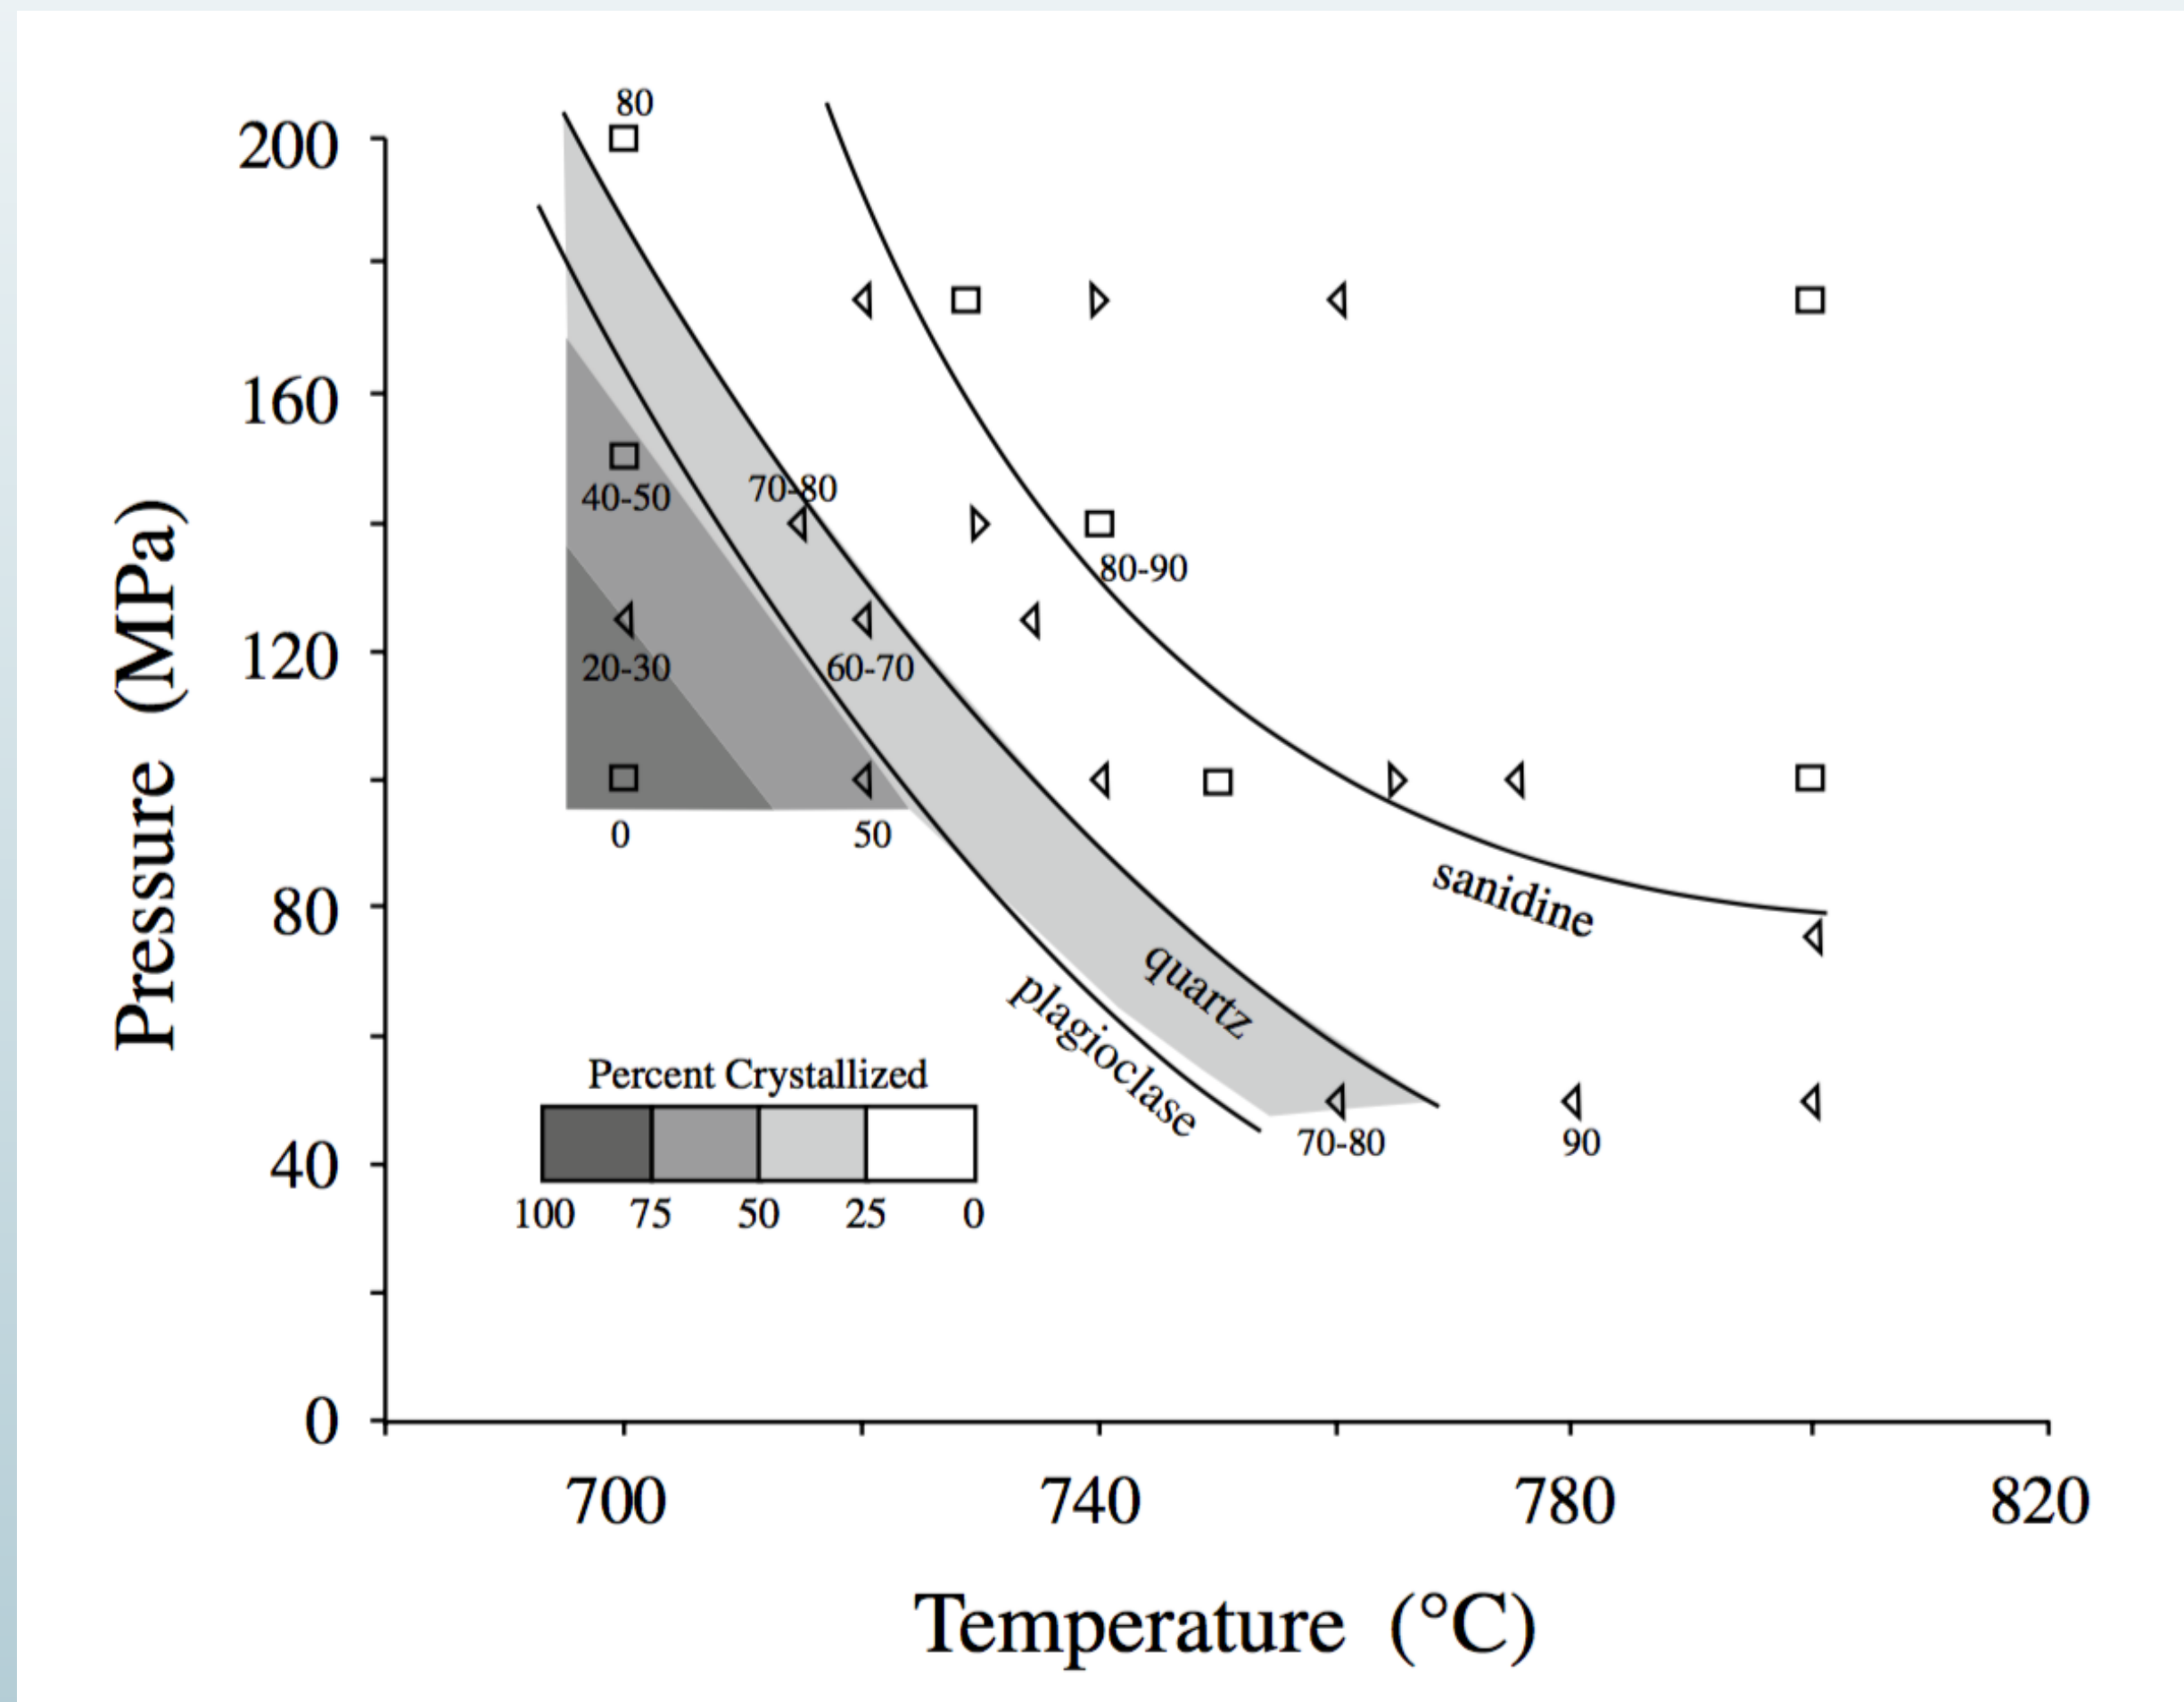 80
200
160
40-50
70-80
80-90
120
20-30
60-70
0
50
80
sanidine
quartz
plagioclase
Pressure (MPa)
Percent Crystallized
70-80
90
40
100 75 50 25 0
0
700 740 780 820
Temperature (°C)